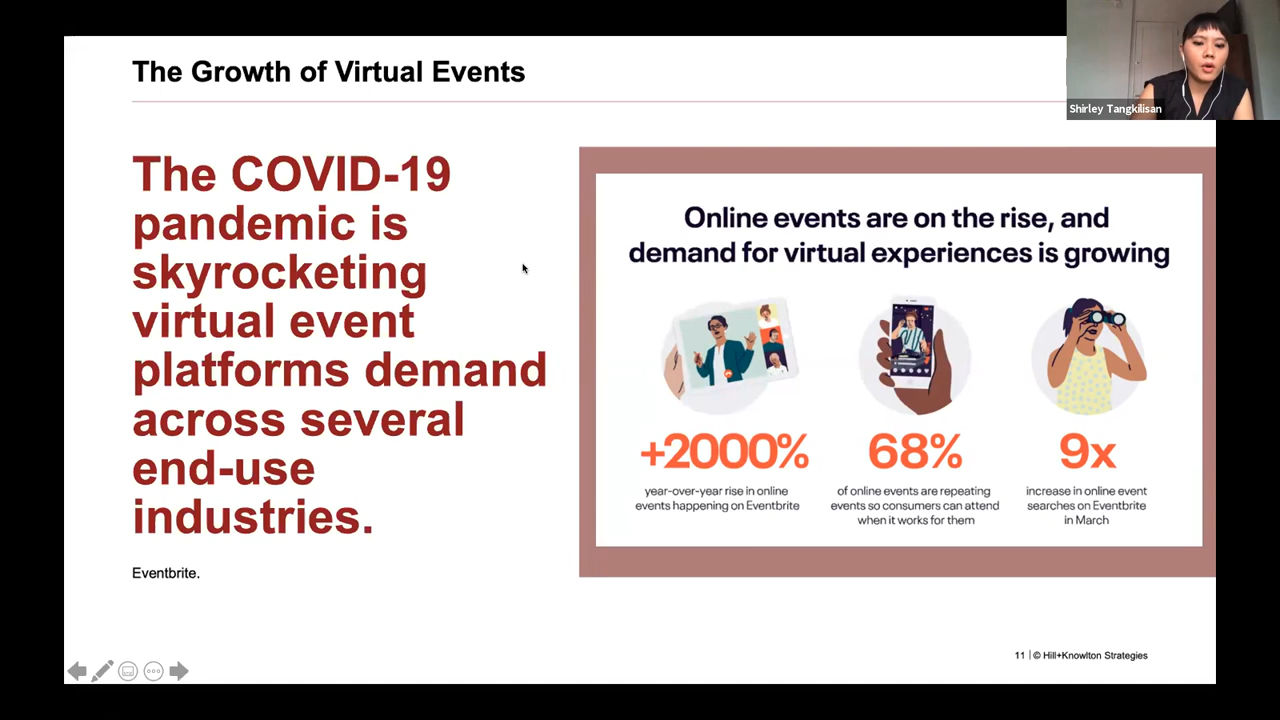 The Growth of Virtual Events
Shirley Tangkilisan
The COVID-19
pandemic is
skyrocketing
virtual event
platforms demand
across several
end-use
industries.
Eventbrite.
Online events are on the rise, and
demand for virtual experiences is growing
+2000%
year-over-year rise in online
events happening on Eventbrite
68%
of online events are repeating
events so consumers can attend
when it works for them
9x
increase in online event
searches on Eventbrite
in March
11 | © Hill+Knowlton Strategies